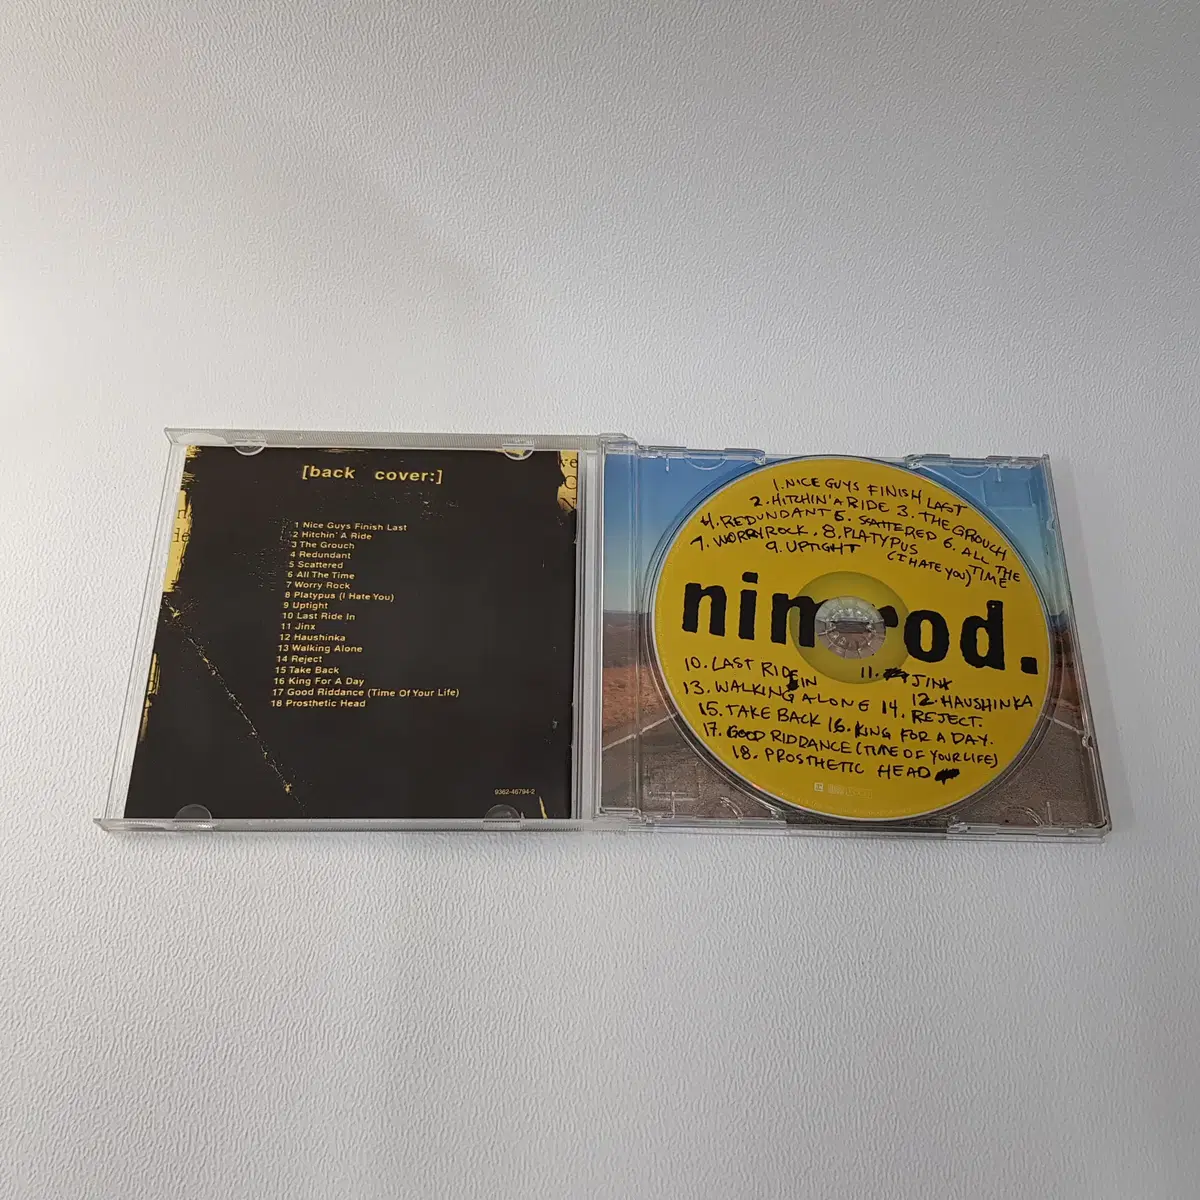 [back cover:]
1 Nice Guys Finish Last
2 Hitchin' A Ride
3 The Grouch
4 Redundant
5 Scattered
6 All The Time
7 Worry Rock
8 Platypus (I Hate You)
9 Uptight
10 Last Ride In
11 Jinx
12 Haushinka
13 Walking Alone
14 Reject
15 Take Back
16 King For A Day
17 Good Riddance (Time Of Your Life)
18 Prosthetic Head
9362-46794-2
1. NICE GUYS FINISH LAST
2. HITCHIN' A RIDE 3. THE GROUCH
4. REDUNDANT 5. SCATTERED 6. ALL THE TIME
7. WORRY ROCK. 8. PLATYPUS (I HATE YOU)
9. UPTIGHT
nimrod.
10. LAST RIDE IN 11. JINX
13. WALKING ALONE 14. REJECT. 12. HAUSHINKA
15. TAKE BACK 16. KING FOR A DAY.
17. GOOD RIDDANCE (TIME OF YOUR LIFE)
18. PROSTHETIC HEAD